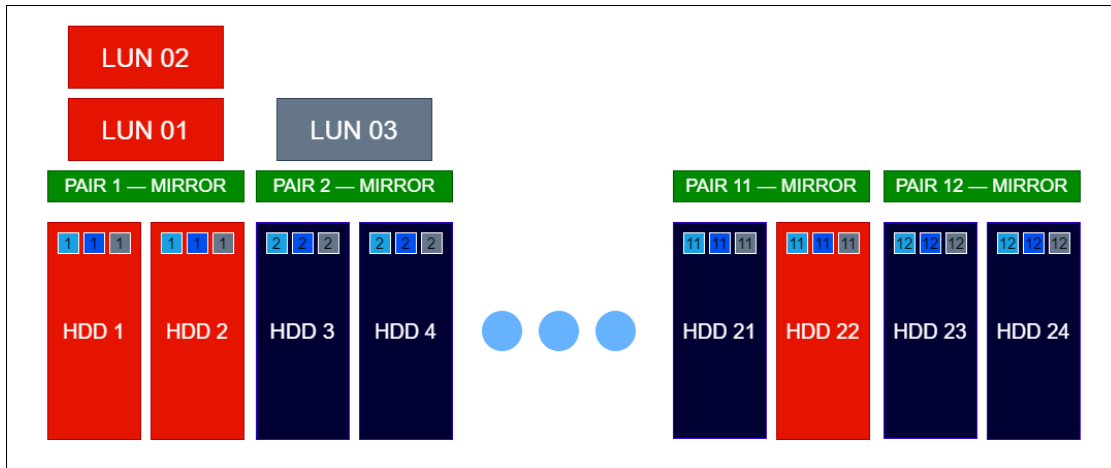 LUN 02
LUN 01
LUN 03
PAIR 1 — MIRROR
PAIR 2 — MIRROR
PAIR 11 — MIRROR
PAIR 12 — MIRROR
1 1 1
1 1 1
2 2 2
2 2 2
11 11 11
11 11 11
12 12 12
12 12 12
HDD 1
HDD 2
HDD 3
HDD 4
HDD 21
HDD 22
HDD 23
HDD 24